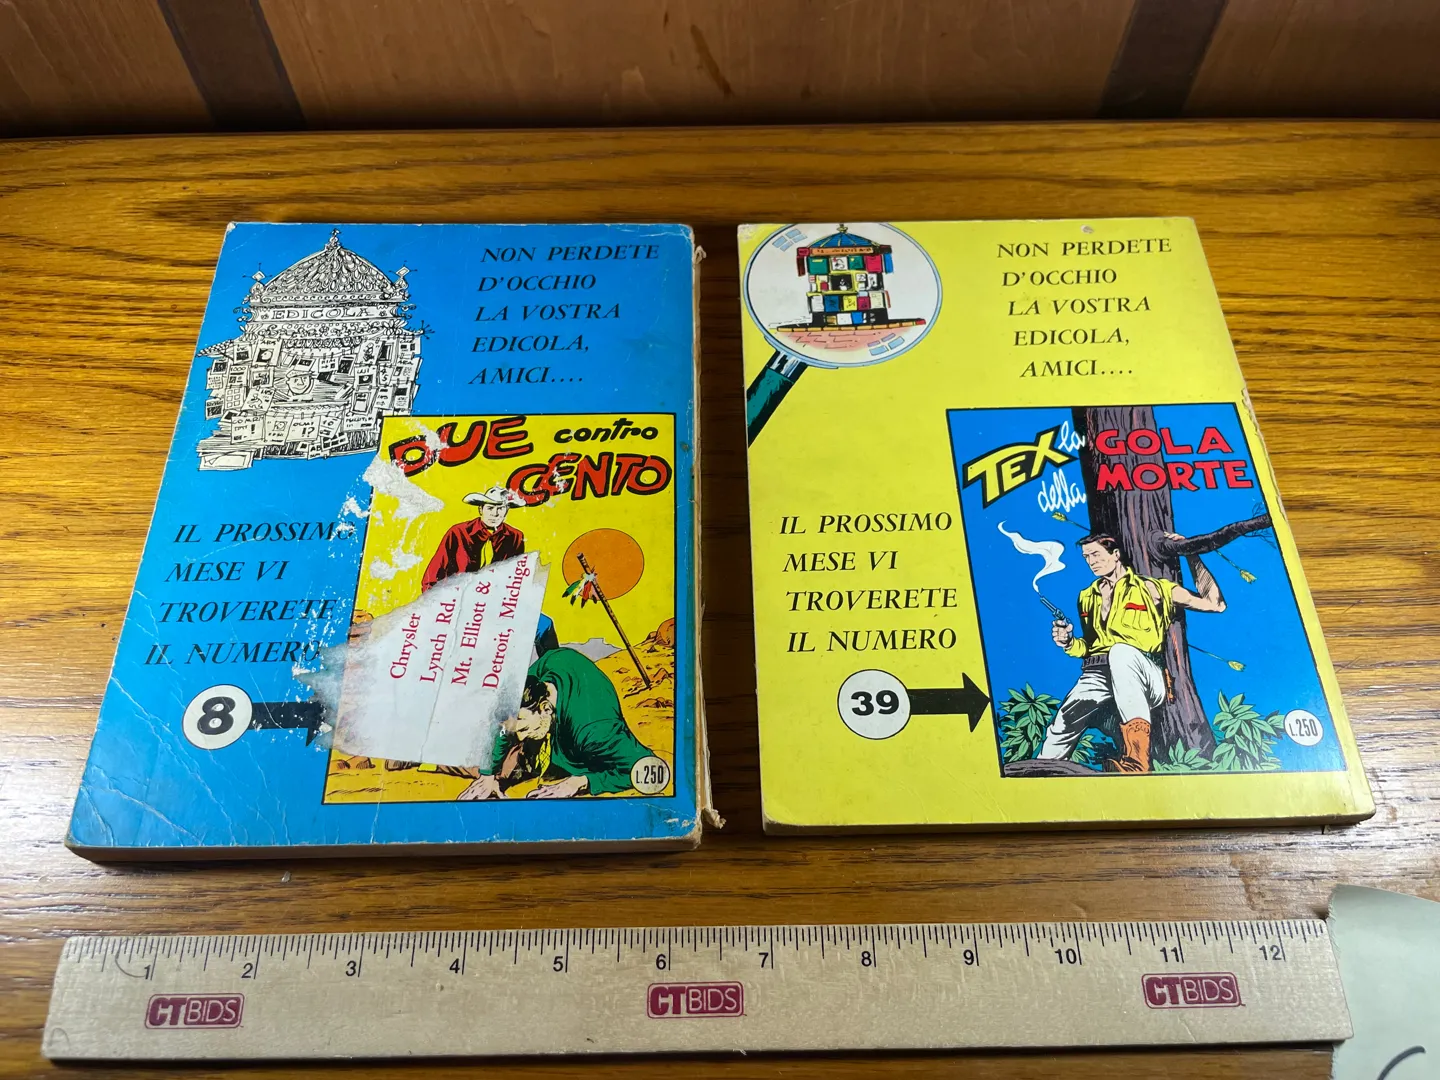 NON PERDETE
D'OCCHIO
LA VOSTRA
EDICOLA,
AMICI....
EDICOLA
DUE contro
CENTO
IL PROSSIMO
MESE VI
TROVERETE
IL NUMERO
8
Chrysler
Lynch Rd.
Mt. Elliott &
Detroit, Michigan
L.250
NON PERDETE
D'OCCHIO
LA VOSTRA
EDICOLA,
AMICI....
TEX la GOLA
della MORTE
IL PROSSIMO
MESE VI
TROVERETE
IL NUMERO
39
L.250
1 2 3 4 5 6 7 8 9 10 11 12
CTBIDS CTBIDS CTBIDS